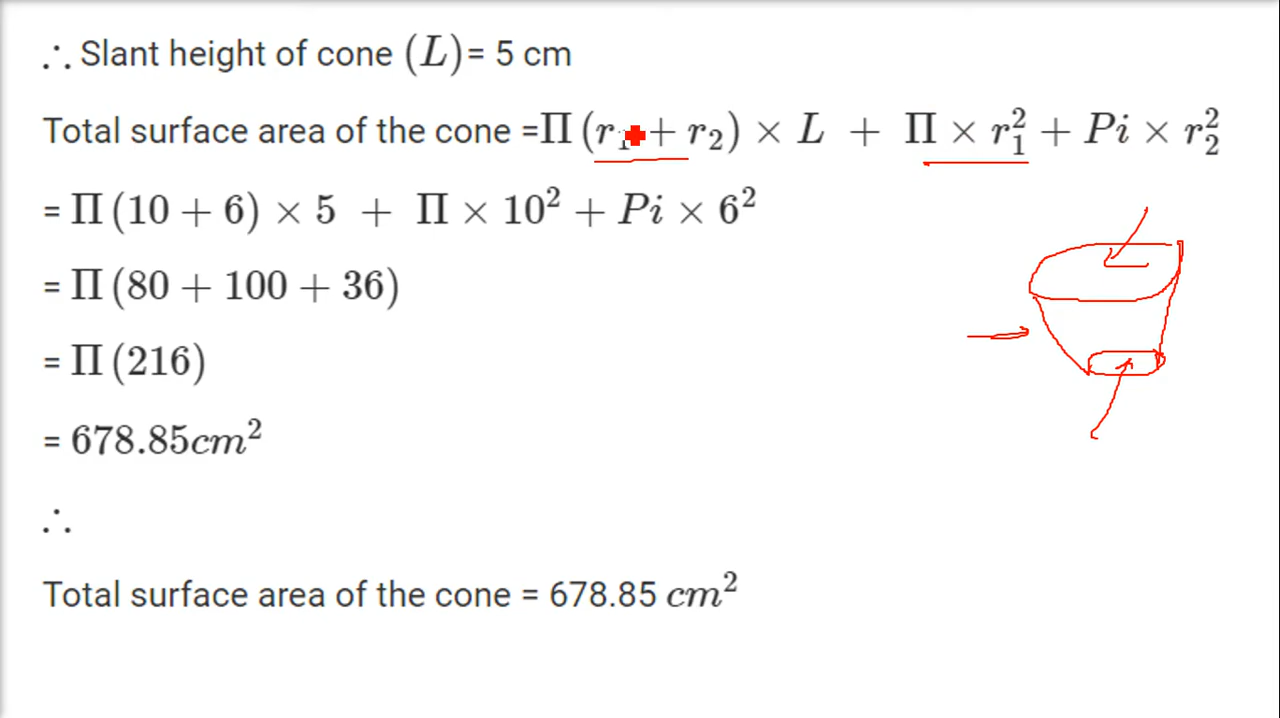 ∴ Slant height of cone (L)= 5 cm
Total surface area of the cone =Π(r₁ + r₂) × L + Π × r₁² + Pi × r₂²
= Π(10 + 6) × 5 + Π × 10² + Pi × 6²
= Π(80 + 100 + 36)
= Π(216)
= 678.85cm²
∴
Total surface area of the cone = 678.85 cm²